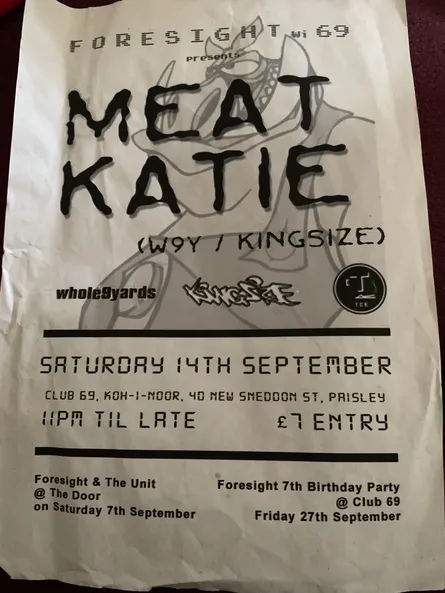 FORESIGHT Wi 69
Presents
MEAT
KATIE
(W9Y / KINGSIZE)
whole9yards KINGSIZE TCR
SATURDAY 14TH SEPTEMBER
CLUB 69, KOH-I-NOOR, 40 NEW SNEDDON ST, PAISLEY
11PM TIL LATE £7 ENTRY
Foresight & The Unit
@ The Door
on Saturday 7th September
Foresight 7th Birthday Party
@ Club 69
Friday 27th September